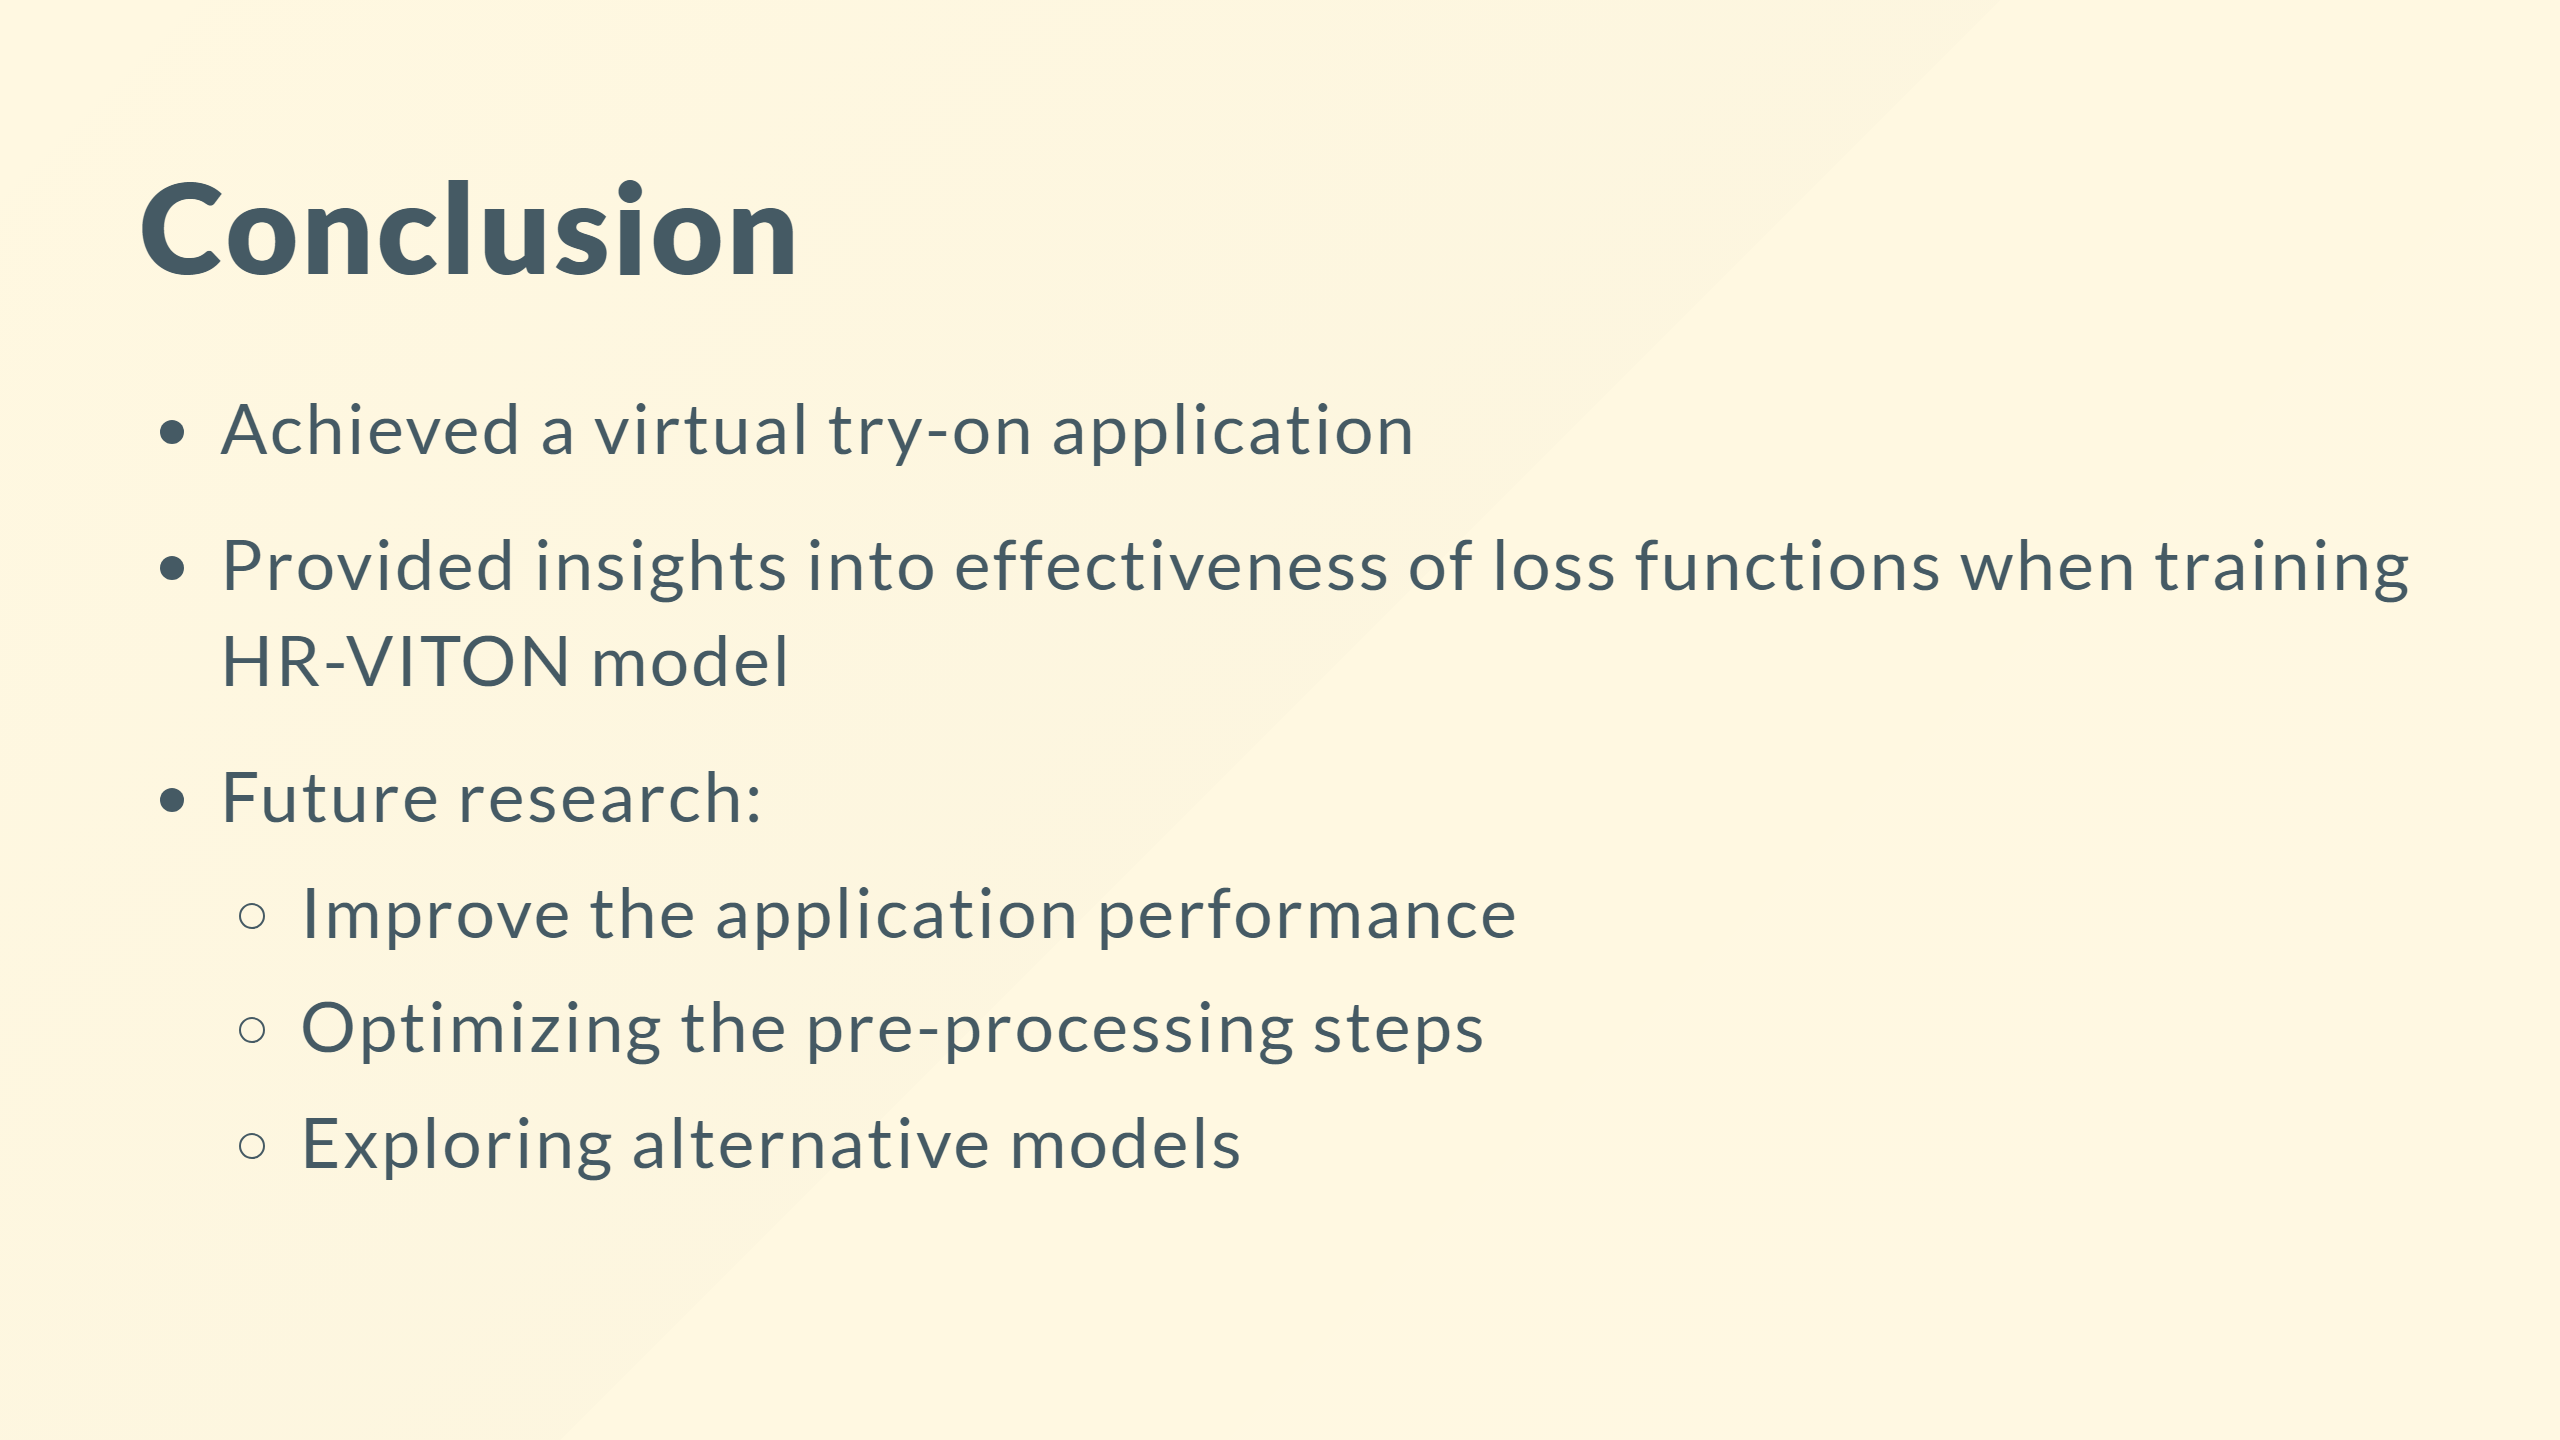 Conclusion
• Achieved a virtual try-on application
• Provided insights into effectiveness of loss functions when training
HR-VITON model
• Future research:
○ Improve the application performance
○ Optimizing the pre-processing steps
○ Exploring alternative models